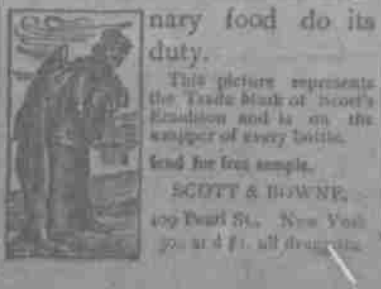 nary food do its
duty.
This picture represents
the Trade Mark of Scott's
Emulsion and is on the
wrapper of every bottle.
Send for free sample.
SCOTT & BOWNE,
409 Pearl St., New York
50c. and $1. all druggists.